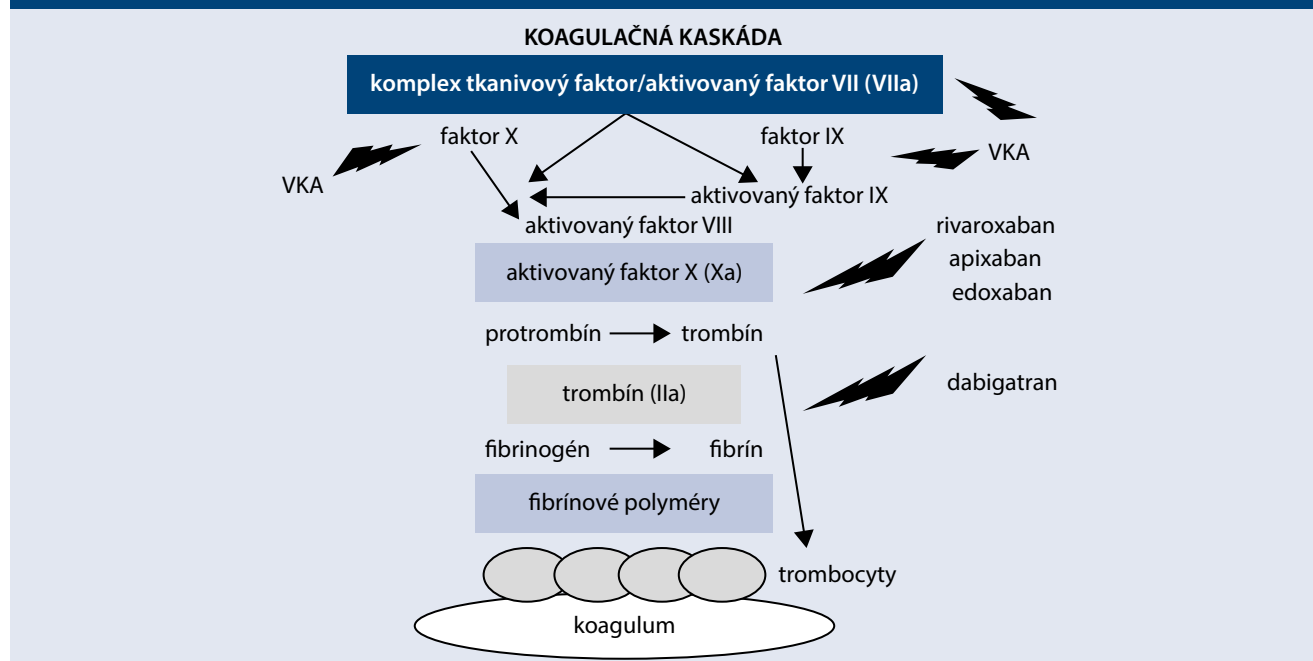 KOAGULAČNÁ KASKÁDA
komplex tkanivový faktor/aktivovaný faktor VII (VIIa)
faktor X
faktor IX
VKA
VKA
aktivovaný faktor IX
aktivovaný faktor VIII
rivaroxaban
apixaban
edoxaban
aktivovaný faktor X (Xa)
protrombín
trombín
trombín (IIa)
dabigatran
fibrinogén
fibrín
fibrínové polyméry
trombocyty
koagulum